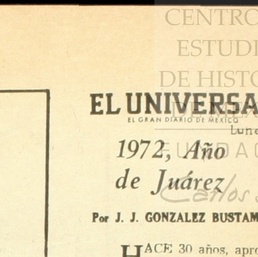 CENTRO
ESTUDI
DE HISTO
EL UNIVERSA
EL GRAN DIARIO DE MEXICO
Lune
1972, Año
de Juárez
Por J. J. GONZALEZ BUSTAM
HACE 30 años, apro